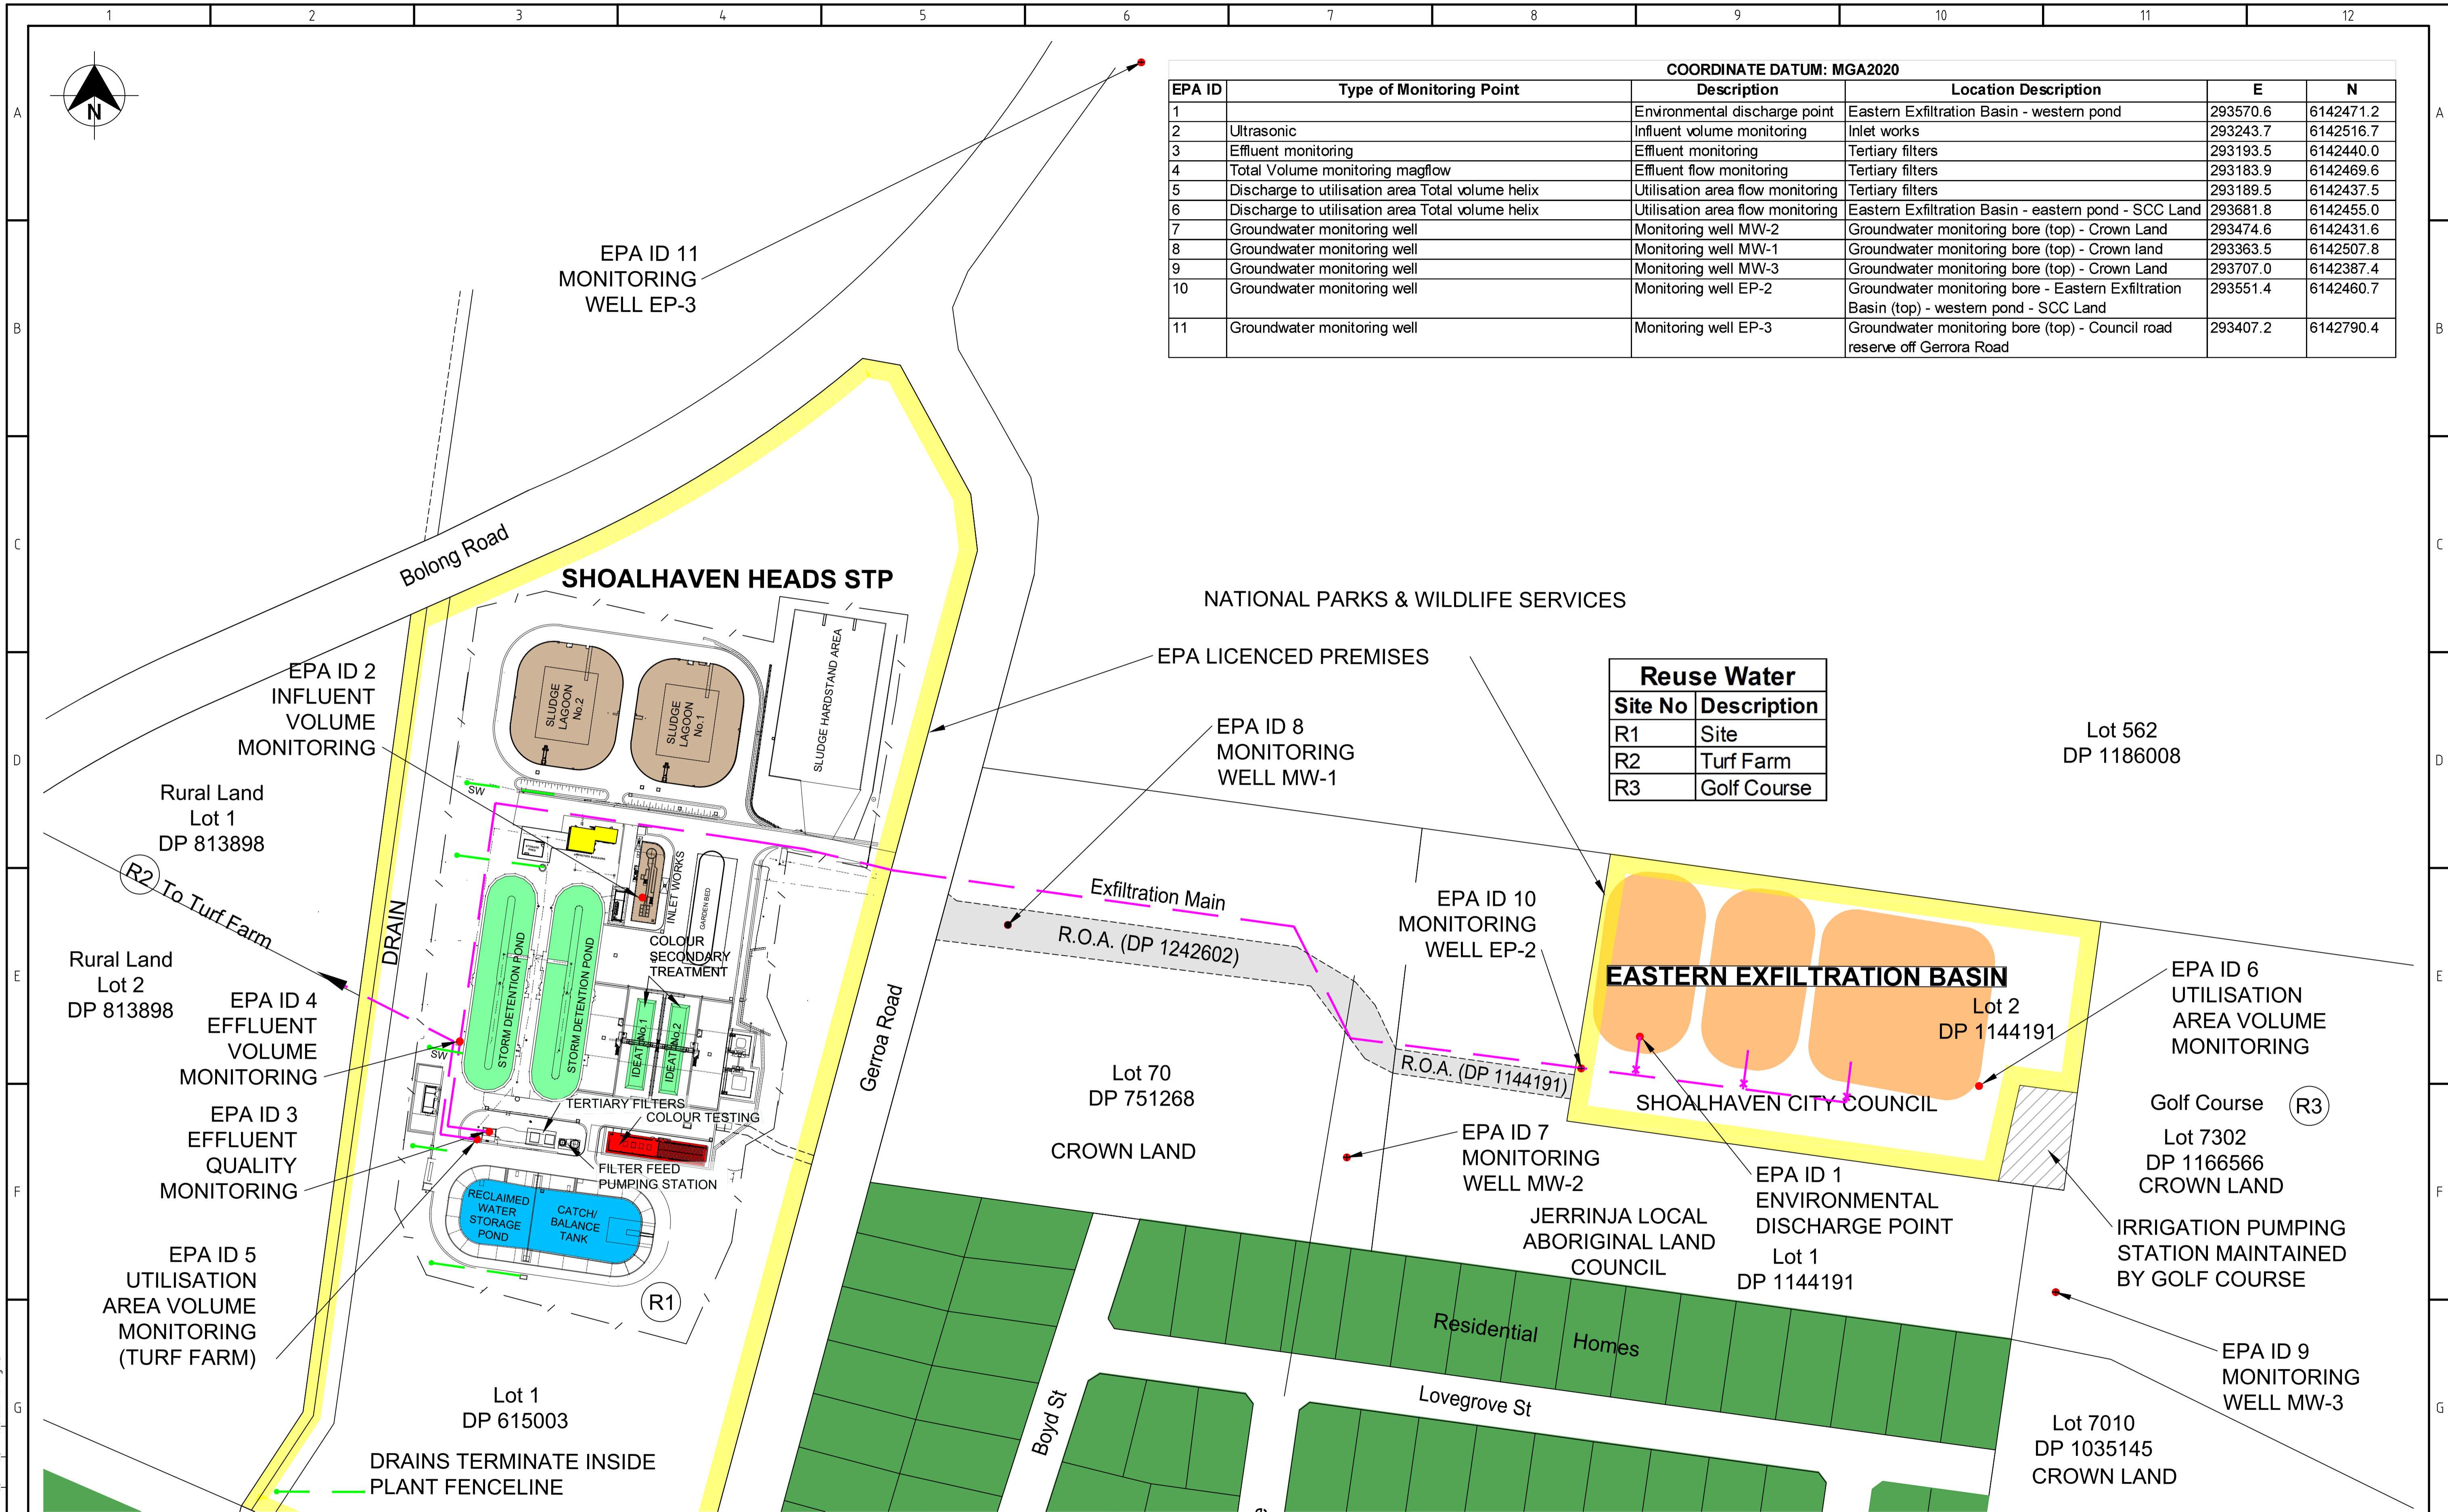 1 2 3 4 5 6 7 8 9 10 11 12
A
B
C
D
E
F
G
A
B
C
D
E
F
G
N
COORDINATE DATUM: MGA2020
EPA ID Type of Monitoring Point Description Location Description E N
1 Environmental discharge point Eastern Exfiltration Basin - western pond 293570.6 6142471.2
2 Ultrasonic Influent volume monitoring Inlet works 293243.7 6142516.7
3 Effluent monitoring Effluent monitoring Tertiary filters 293193.5 6142440.0
4 Total Volume monitoring magflow Effluent flow monitoring Tertiary filters 293183.9 6142469.6
5 Discharge to utilisation area Total volume helix Utilisation area flow monitoring Tertiary filters 293189.5 6142437.5
6 Discharge to utilisation area Total volume helix Utilisation area flow monitoring Eastern Exfiltration Basin - eastern pond - SCC Land 293681.8 6142455.0
7 Groundwater monitoring well Monitoring well MW-2 Groundwater monitoring bore (top) - Crown Land 293474.6 6142431.6
8 Groundwater monitoring well Monitoring well MW-1 Groundwater monitoring bore (top) - Crown land 293363.5 6142507.8
9 Groundwater monitoring well Monitoring well MW-3 Groundwater monitoring bore (top) - Crown Land 293707.0 6142387.4
10 Groundwater monitoring well Monitoring well EP-2 Groundwater monitoring bore - Eastern Exfiltration 293551.4 6142460.7
Basin (top) - western pond - SCC Land
11 Groundwater monitoring well Monitoring well EP-3 Groundwater monitoring bore (top) - Council road 293407.2 6142790.4
reserve off Gerrora Road
EPA ID 11
MONITORING
WELL EP-3
Bolong Road
SHOALHAVEN HEADS STP
NATIONAL PARKS & WILDLIFE SERVICES
EPA LICENCED PREMISES
Reuse Water
Site No Description
R1 Site
R2 Turf Farm
R3 Golf Course
Lot 562
DP 1186008
EPA ID 2
INFLUENT
VOLUME
MONITORING
SLUDGE
LAGOON
No.2
SLUDGE
LAGOON
No.1
SLUDGE HARDSTAND AREA
EPA ID 8
MONITORING
WELL MW-1
Rural Land
Lot 1
DP 813898
SW
R2 To Turf Farm
DRAIN
INLET WORKS
GARDEN BED
Exfiltration Main
R.O.A. (DP 1242602)
EPA ID 10
MONITORING
WELL EP-2
EASTERN EXFILTRATION BASIN
Lot 2
DP 1144191
EPA ID 6
UTILISATION
AREA VOLUME
MONITORING
Rural Land
Lot 2
DP 813898
EPA ID 4
EFFLUENT
VOLUME
MONITORING
SW
STORM DETENTION POND
STORM DETENTION POND
COLOUR
SECONDARY
TREATMENT
IDEAT No.1
IDEAT No.2
Gerroa Road
Lot 70
DP 751268
CROWN LAND
R.O.A. (DP 1144191)
SHOALHAVEN CITY COUNCIL
Golf Course R3
Lot 7302
DP 1166566
CROWN LAND
EPA ID 3
EFFLUENT
QUALITY
MONITORING
TERTIARY FILTERS
COLOUR TESTING
FILTER FEED
PUMPING STATION
RECLAIMED
WATER
STORAGE
POND
CATCH/
BALANCE
TANK
EPA ID 7
MONITORING
WELL MW-2
EPA ID 1
ENVIRONMENTAL
DISCHARGE POINT
JERRINJA LOCAL
ABORIGINAL LAND
COUNCIL
Lot 1
DP 1144191
IRRIGATION PUMPING
STATION MAINTAINED
BY GOLF COURSE
EPA ID 5
UTILISATION
AREA VOLUME
MONITORING
(TURF FARM)
R1
Residential Homes
EPA ID 9
MONITORING
WELL MW-3
Lot 1
DP 615003
Boyd St
Lovegrove St
Lot 7010
DP 1035145
CROWN LAND
DRAINS TERMINATE INSIDE
PLANT FENCELINE